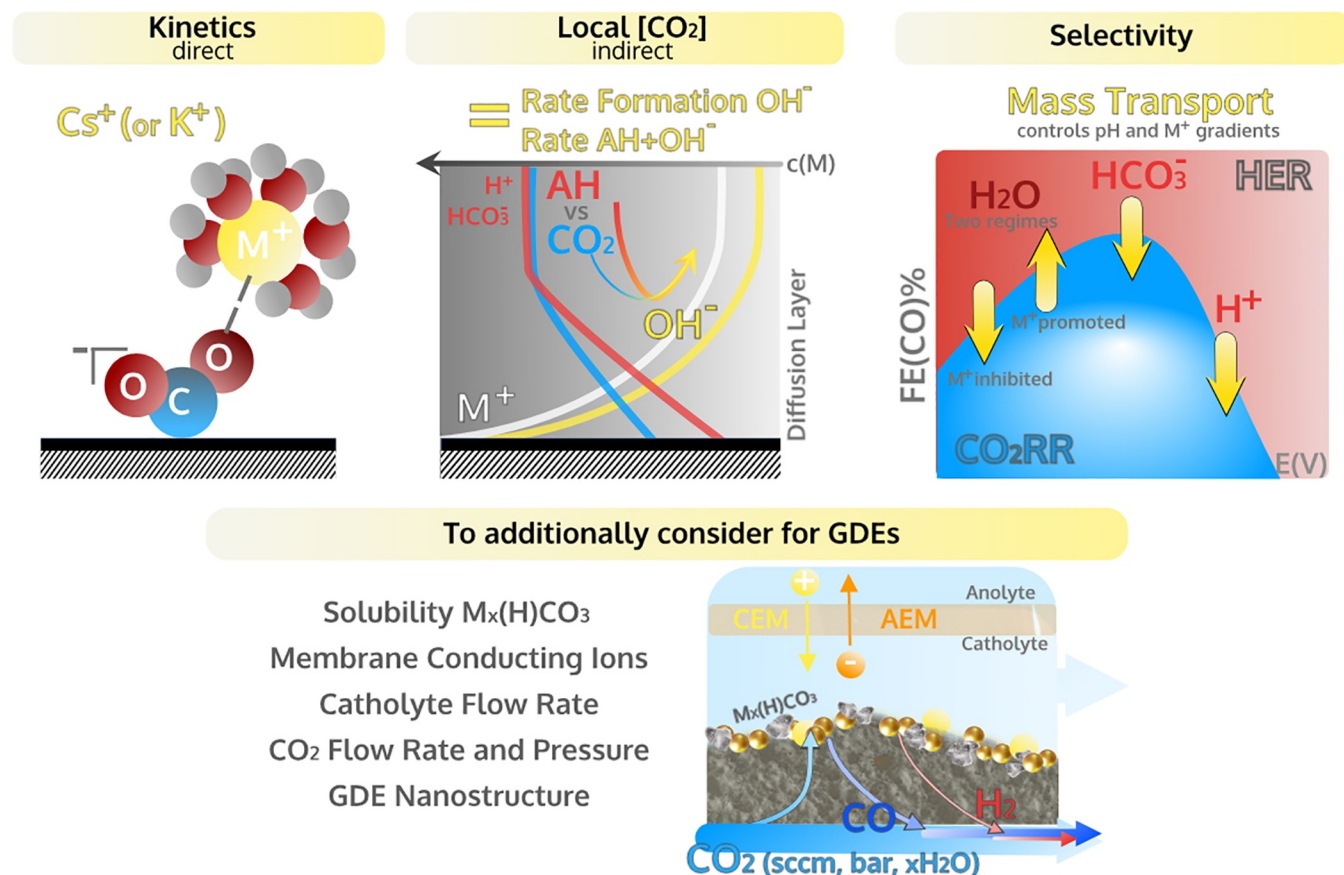 Kinetics
direct
Cs⁺ (or K⁺)
M⁺
O
O
C
Local [CO₂]
indirect
= Rate Formation OH⁻
Rate AH+OH⁻
c(M)
H⁺
HCO₃⁻
AH
vs
CO₂
OH⁻
M⁺
Diffusion Layer
Selectivity
Mass Transport
controls pH and M⁺ gradients
HCO₃⁻
HER
H₂O
Two regimes
H⁺
M⁺promoted
M⁺inhibited
FE(CO)%
CO₂RR
E(V)
To additionally consider for GDEs
Solubility Mₓ(H)CO₃
Membrane Conducting Ions
Catholyte Flow Rate
CO₂ Flow Rate and Pressure
GDE Nanostructure
+
Anolyte
CEM
AEM
Catholyte
-
Mₓ(H)CO₃
CO
H₂
CO₂ (sccm, bar, xH₂O)